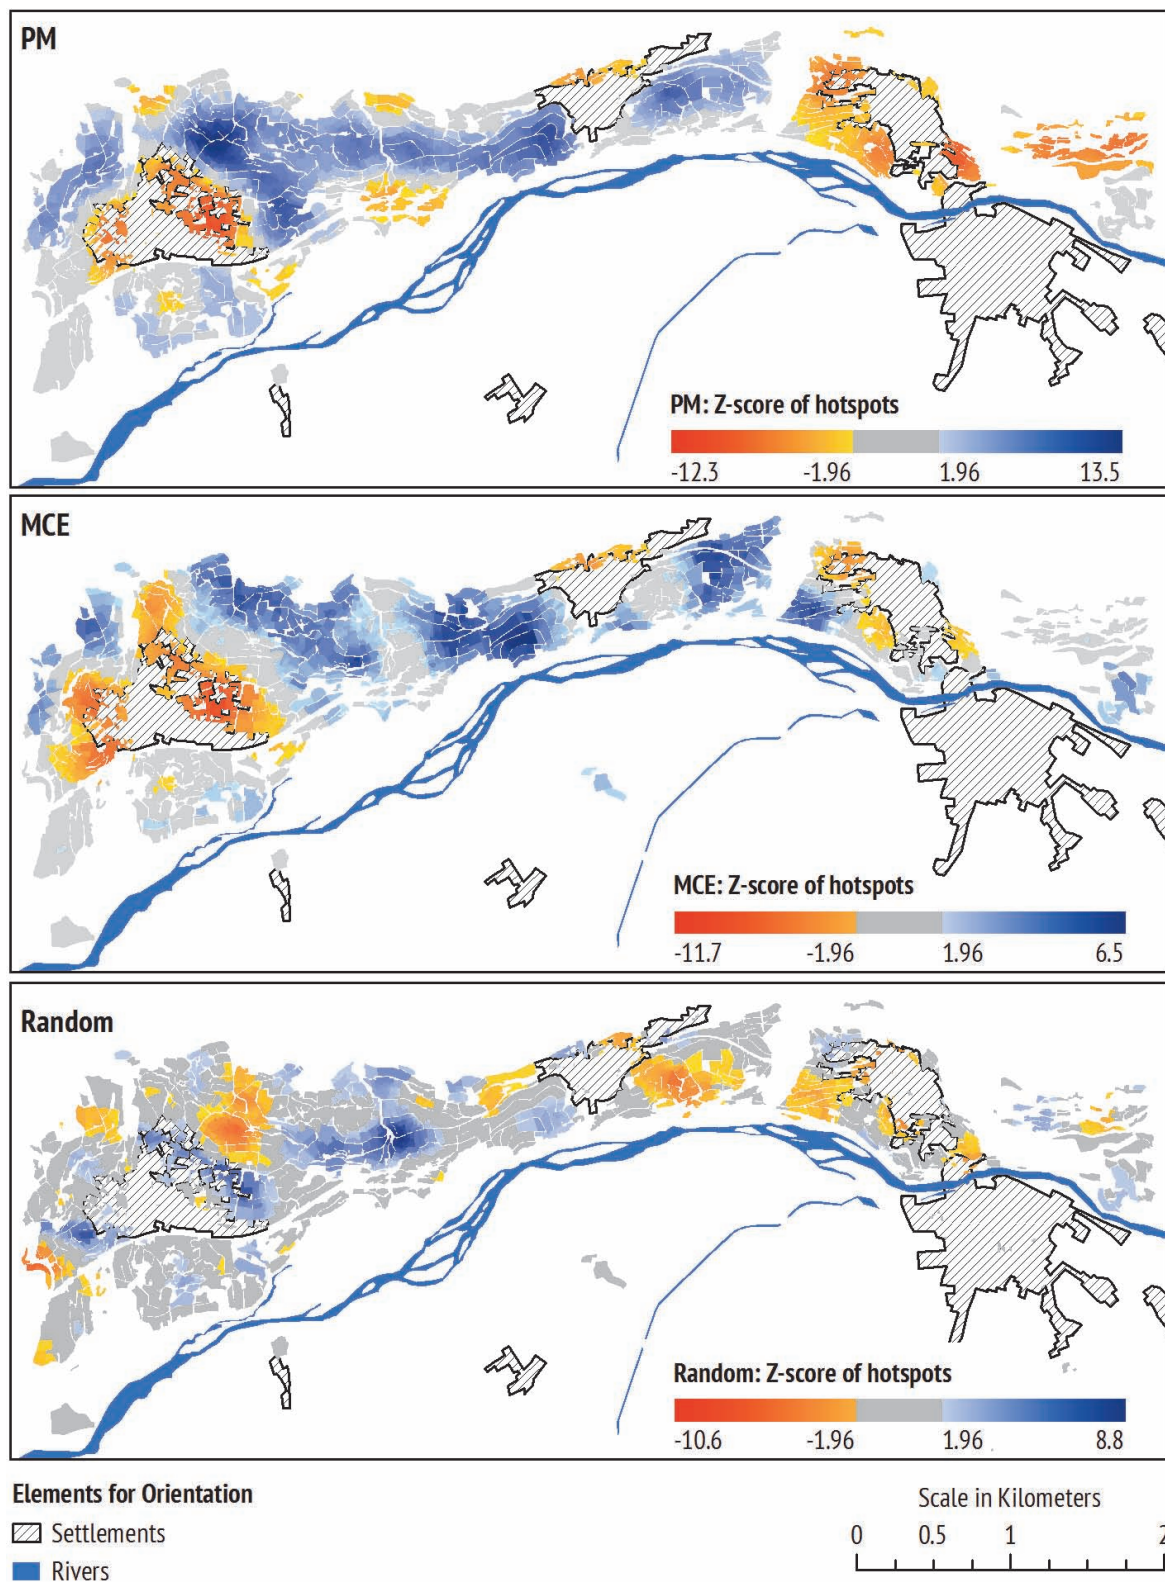 PM
PM: Z-score of hotspots
-12.3 -1.96 1.96 13.5
MCE
MCE: Z-score of hotspots
-11.7 -1.96 1.96 6.5
Random
Random: Z-score of hotspots
-10.6 -1.96 1.96 8.8
Elements for Orientation
Settlements
Rivers
Scale in Kilometers
0 0.5 1 2